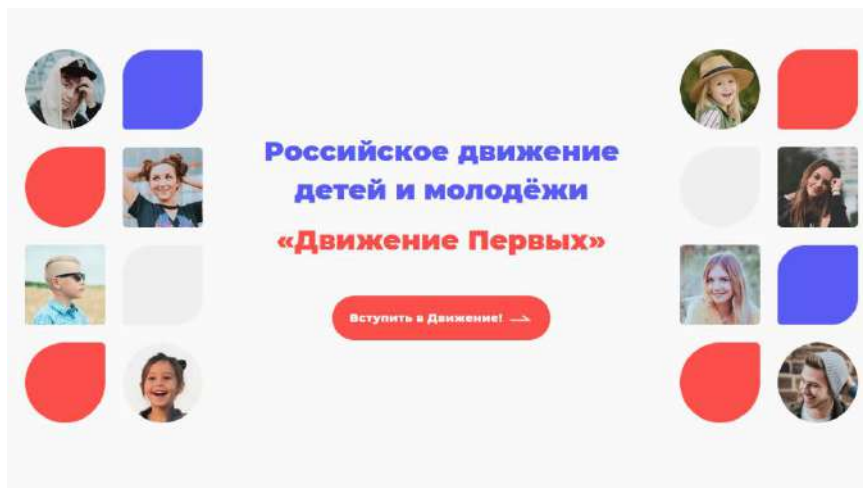 Российское движение
детей и молодёжи
«Движение Первых»
Вступить в Движение!